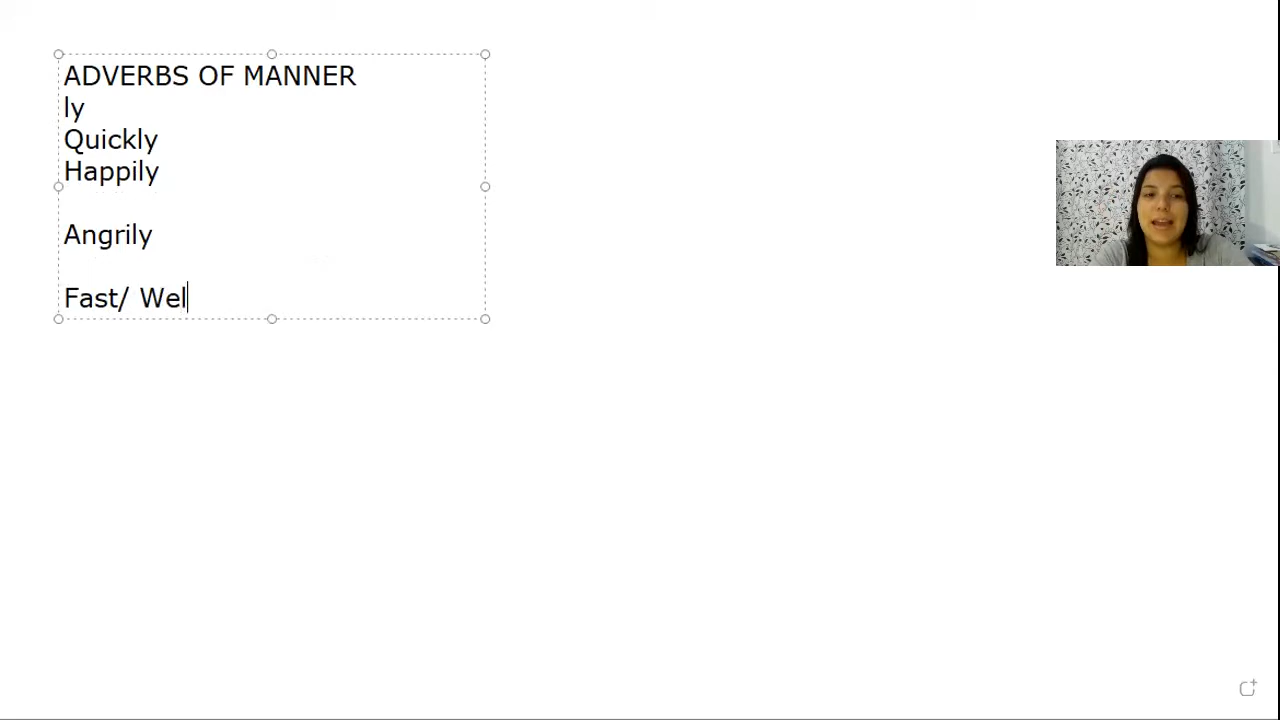 ADVERBS OF MANNER
ly
Quickly
Happily
Angrily
Fast/ Wel